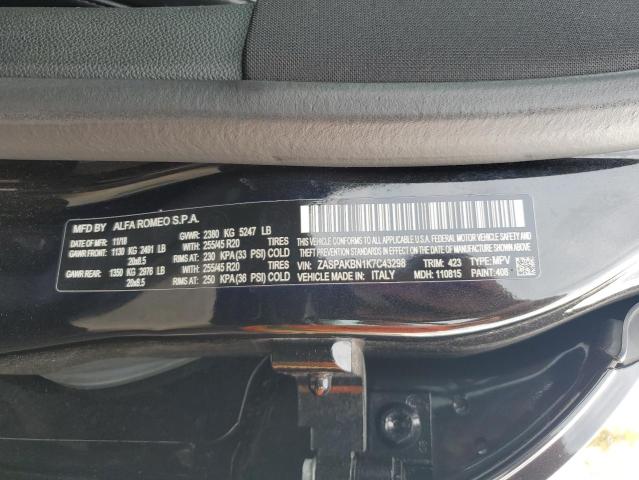 MFD BY ALFA ROMEO S.P.A.
DATE OF MFR 11/18 GVWR: 2380 KG 5247 LB
GAWR FRONT: 1130 KG 2491 LB WITH: 255/45 R20 TIRES
20x8.5 RIMS AT: 230 KPA(33 PSI) COLD
GAWR REAR: 1350 KG 2976 LB WITH: 255/45 R20 TIRES
20x8.5 RIMS AT: 250 KPA(36 PSI) COLD
THIS VEHICLE CONFORMS TO ALL APPLICABLE U.S.A. FEDERAL MOTOR VEHICLE
SAFETY, BUMPER, AND THEFT PREVENTION STANDARDS IN EFFECT ON THE DATE
OF MANUFACTURE SHOWN ABOVE.
VIN: ZASPAKBN1K7C43298 TRIM: 423 TYPE: MPV
VEHICLE MADE IN: ITALY MDH: 110815 PAINT: 408